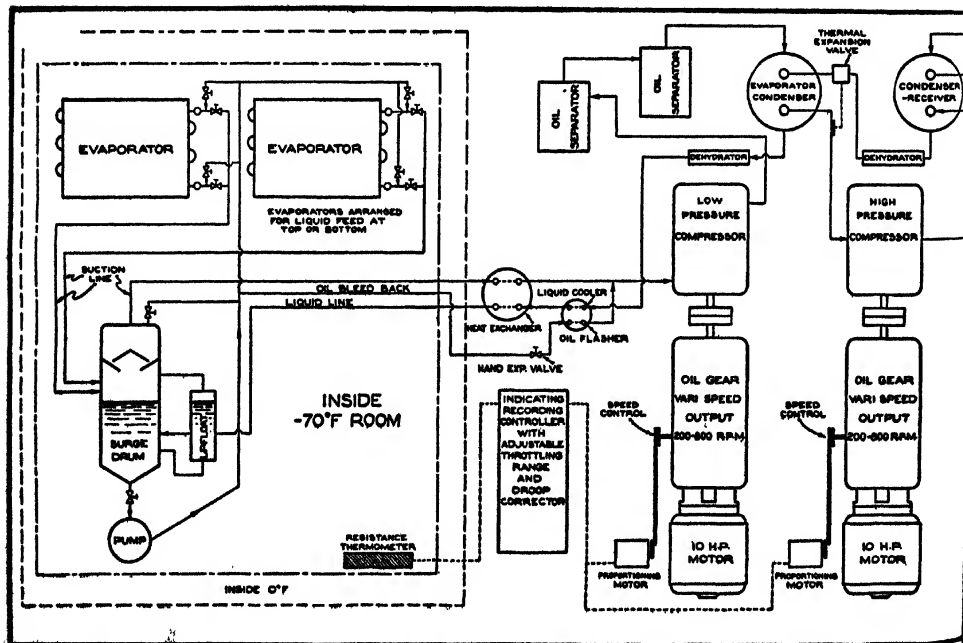 THERMAL
EXPANSION
VALVE
OIL
SEPARATOR
OIL
SEPARATOR
EVAPORATOR
CONDENSER
CONDENSER
-RECEIVER
DEHYDRATOR
DEHYDRATOR
EVAPORATOR
EVAPORATOR
EVAPORATORS ARRANGED
FOR LIQUID FEED AT
TOP OR BOTTOM
LOW
PRESSURE
COMPRESSOR
HIGH
PRESSURE
COMPRESSOR
SUCTION
LINE
OIL BLEED BACK
LIQUID LINE
LIQUID COOLER
HEAT EXCHANGER
OIL FLASHER
HAND EXP. VALVE
INSIDE
-70°F ROOM
SURGE
DRUM
L.P. FLOAT
PUMP
INDICATING
RECORDING
CONTROLLER
WITH
ADJUSTABLE
THROTTLING
RANGE
AND
DROOP
CORRECTOR
SPEED
CONTROL
OIL GEAR
VARI SPEED
OUTPUT
200-600 RPM
SPEED
CONTROL
OIL GEAR
VARI SPEED
OUTPUT
200-600 RPM
RESISTANCE
THERMOMETER
INSIDE 0°F
PROPORTIONING
MOTOR
10 H.P.
MOTOR
PROPORTIONING
MOTOR
10 H.P.
MOTOR